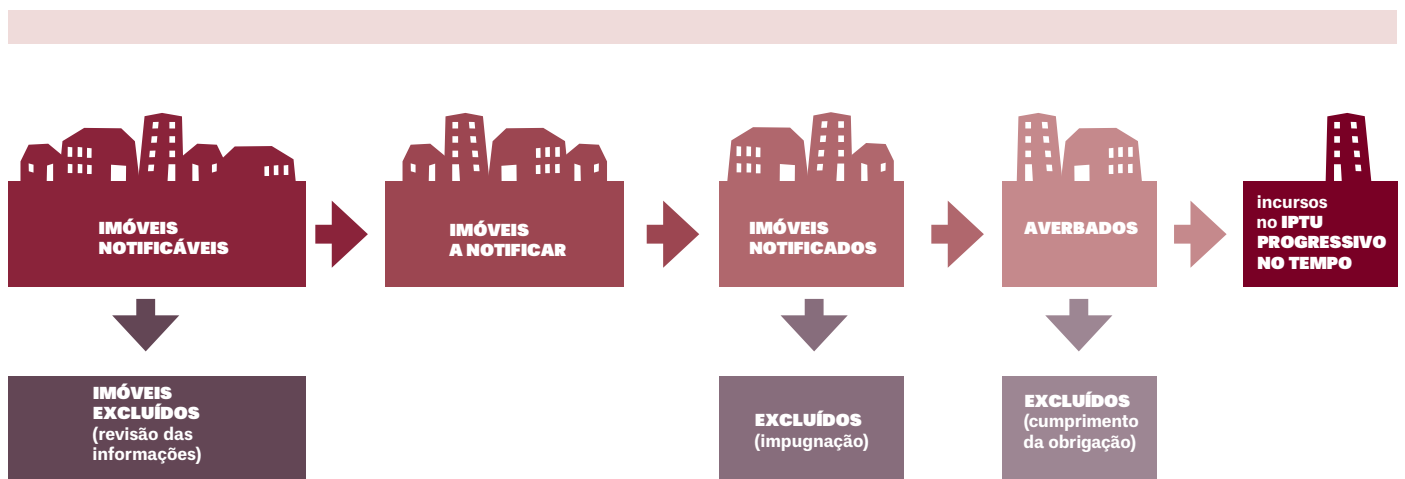 IMÓVEIS
NOTIFICÁVEIS
IMÓVEIS
A NOTIFICAR
IMÓVEIS
NOTIFICADOS
AVERBADOS
incursos
no IPTU
PROGRESSIVO
NO TEMPO
IMÓVEIS
EXCLUÍDOS
(revisão das
informações)
EXCLUÍDOS
(impugnação)
EXCLUÍDOS
(cumprimento
da obrigação)